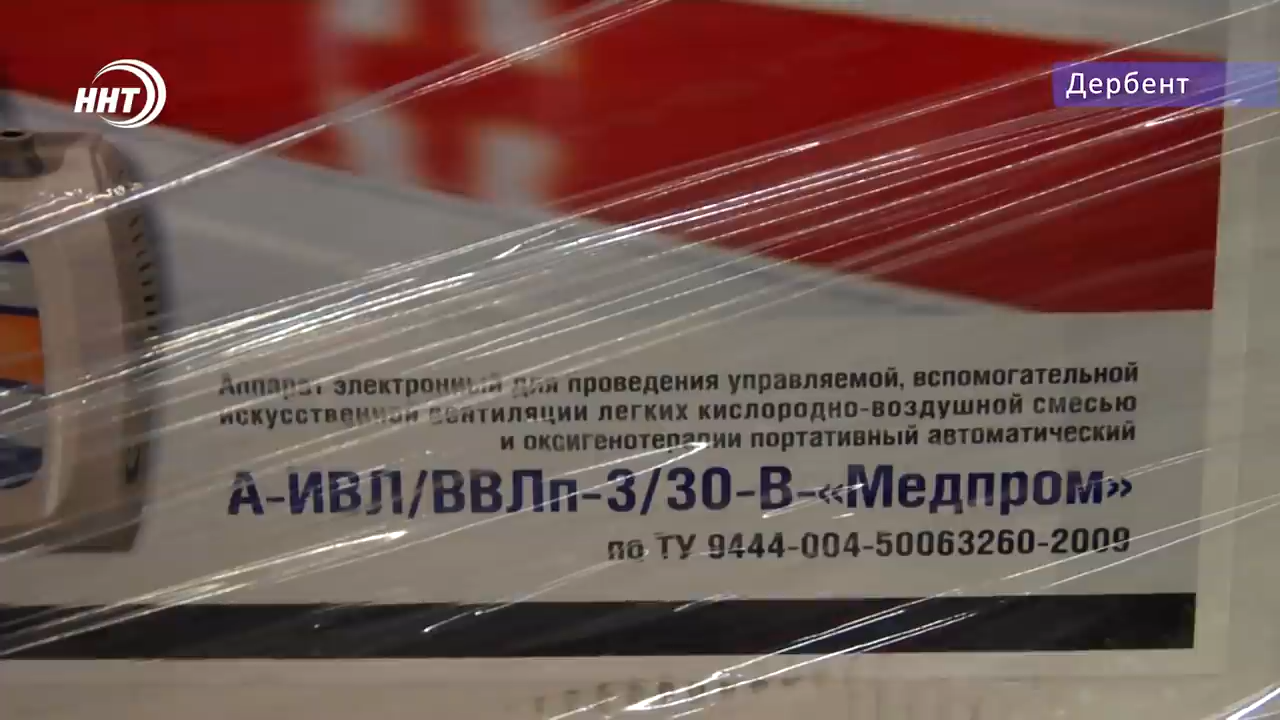 ННТ
Дербент
Аппарат электронный для проведения управляемой, вспомогательной
искусственной вентиляции легких кислородно-воздушной смесью
и оксигенотерапии портативный автоматический
А-ИВЛ/ВВЛп-3/30-В-«Медпром»
по ТУ 9444-004-50063260-2009